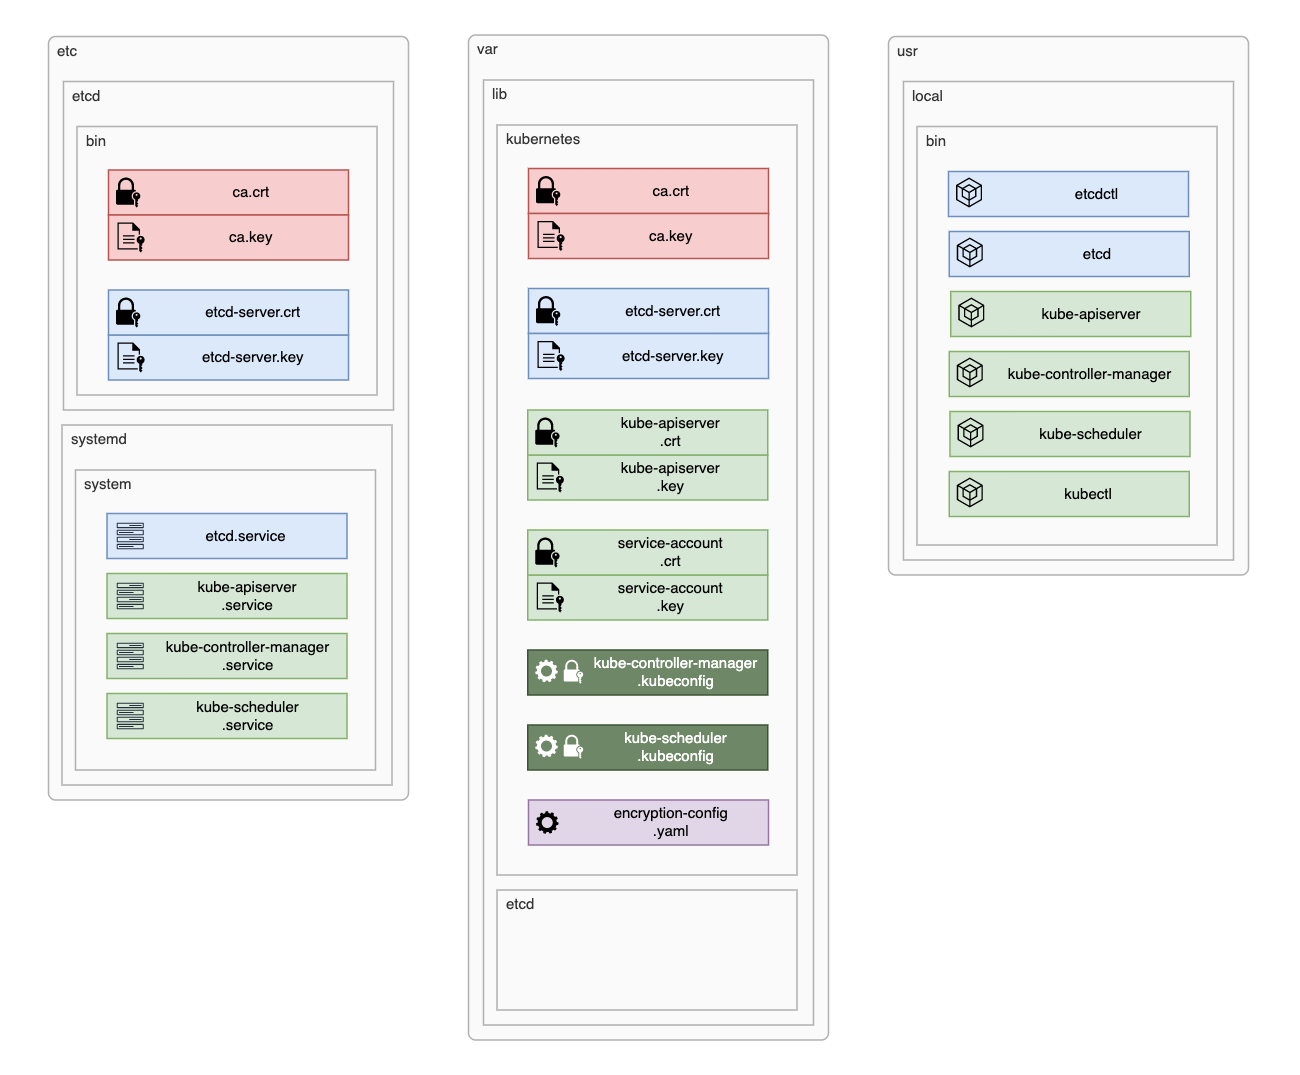 etc
etcd
bin
ca.crt
ca.key
etcd-server.crt
etcd-server.key
systemd
system
etcd.service
kube-apiserver
.service
kube-controller-manager
.service
kube-scheduler
.service
var
lib
kubernetes
ca.crt
ca.key
etcd-server.crt
etcd-server.key
kube-apiserver
.crt
kube-apiserver
.key
service-account
.crt
service-account
.key
kube-controller-manager
.kubeconfig
kube-scheduler
.kubeconfig
encryption-config
.yaml
etcd
usr
local
bin
etcdctl
etcd
kube-apiserver
kube-controller-manager
kube-scheduler
kubectl